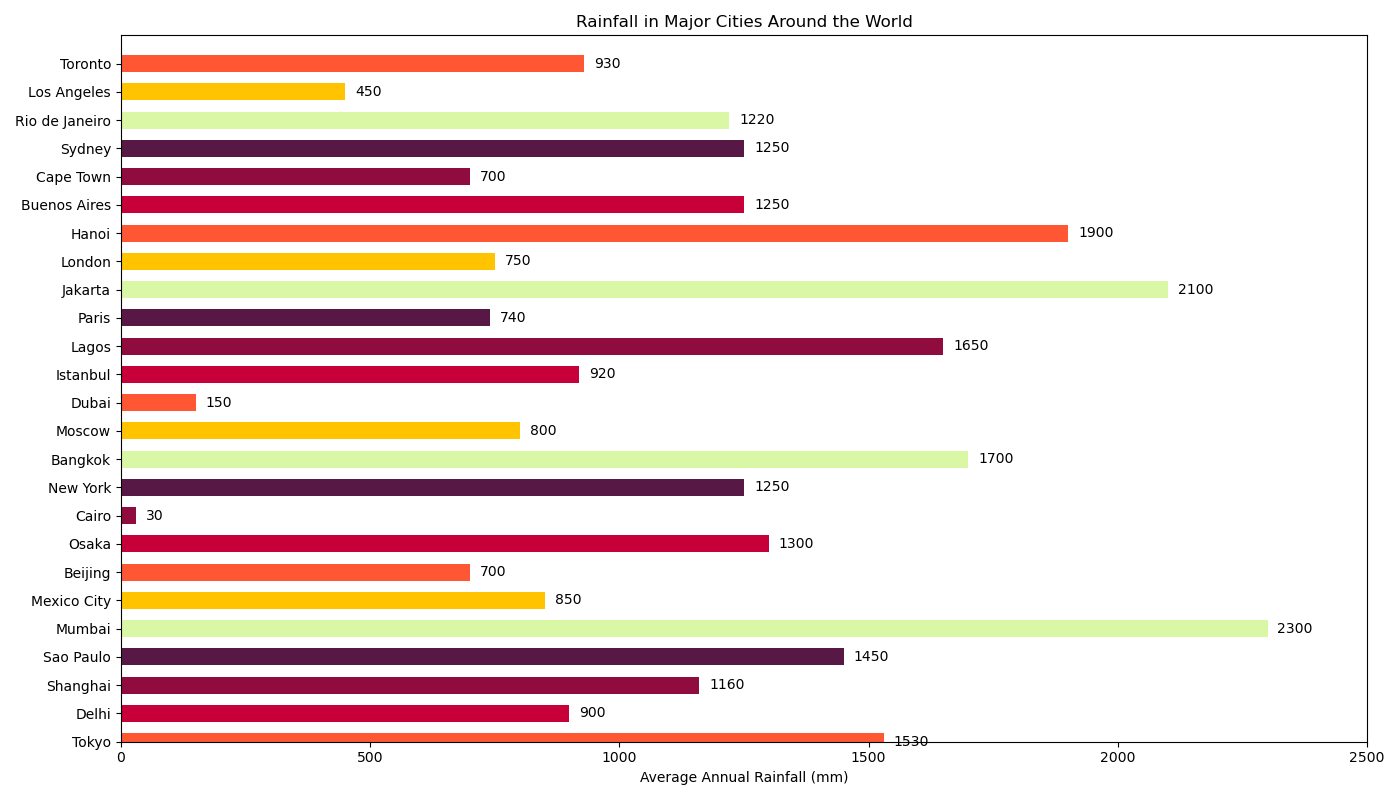 Rainfall in Major Cities Around the World
Toronto 930
Los Angeles 450
Rio de Janeiro 1220
Sydney 1250
Cape Town 700
Buenos Aires 1250
Hanoi 1900
London 750
Jakarta 2100
Paris 740
Lagos 1650
Istanbul 920
Dubai 150
Moscow 800
Bangkok 1700
New York 1250
Cairo 30
Osaka 1300
Beijing 700
Mexico City 850
Mumbai 2300
Sao Paulo 1450
Shanghai 1160
Delhi 900
Tokyo 1530
0 500 1000 1500 2000 2500
Average Annual Rainfall (mm)